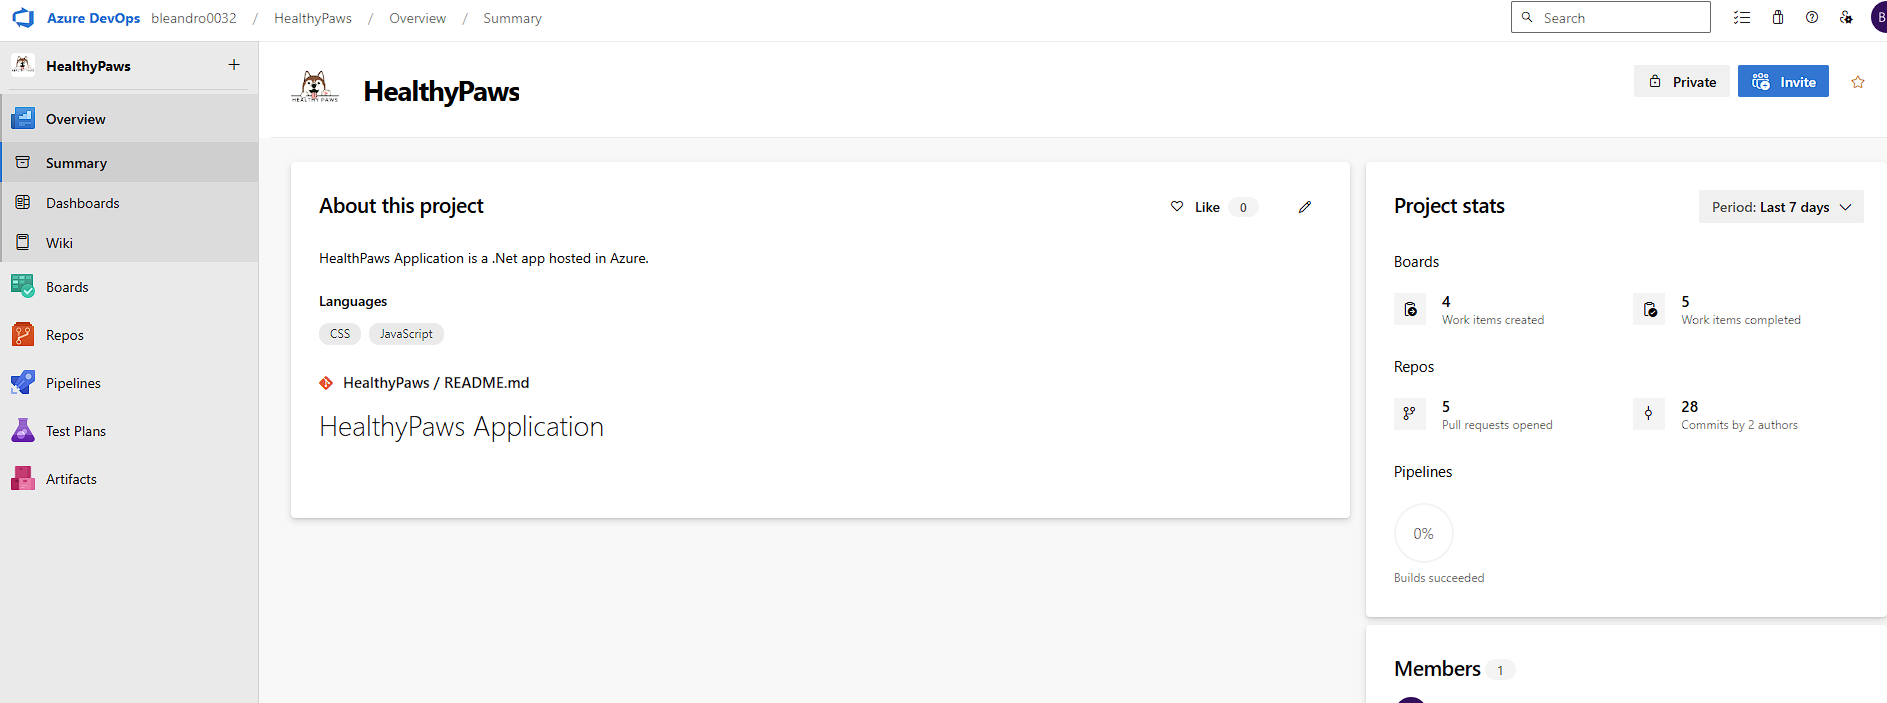 Azure DevOps bleandro0032 / HealthyPaws / Overview / Summary
Search
B
HealthyPaws +
Overview
Summary
Dashboards
Wiki
Boards
Repos
Pipelines
Test Plans
Artifacts
HEALTHY PAWS
HealthyPaws
Private
Invite
About this project
Like 0
HealthPaws Application is a .Net app hosted in Azure.
Languages
CSS JavaScript
HealthyPaws / README.md
HealthyPaws Application
Project stats
Period: Last 7 days
Boards
4
Work items created
5
Work items completed
Repos
5
Pull requests opened
28
Commits by 2 authors
Pipelines
0%
Builds succeeded
Members 1